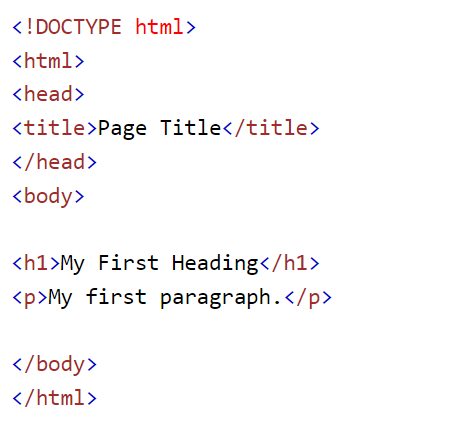 <!DOCTYPE html>
<html>
<head>
<title>Page Title</title>
</head>
<body>
<h1>My First Heading</h1>
<p>My first paragraph.</p>
</body>
</html>